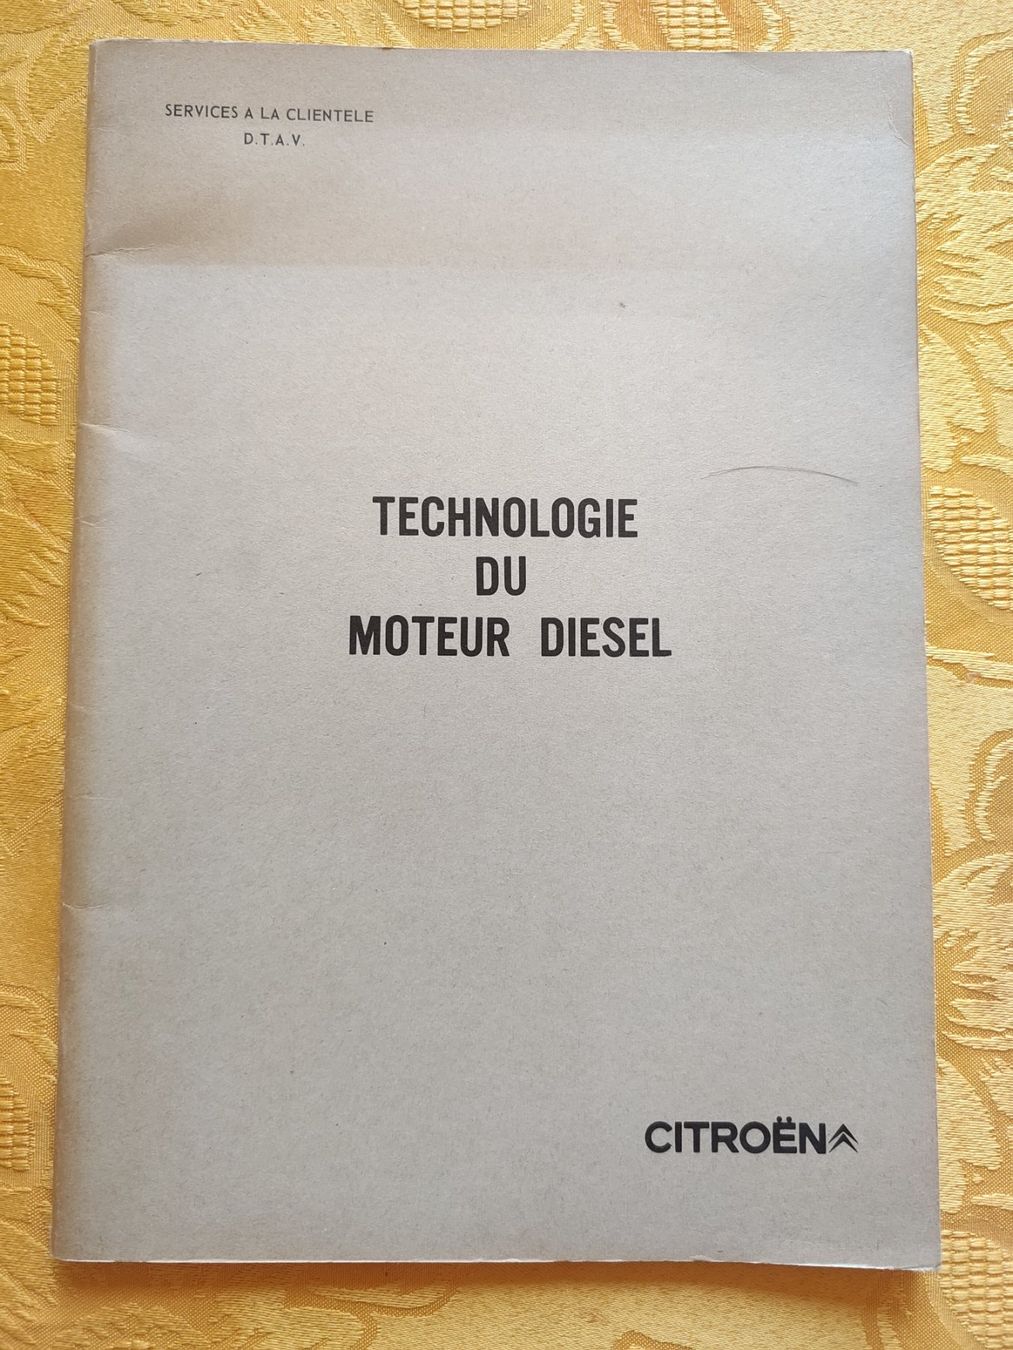 SERVICES A LA CLIENTELE
D.T.A.V.
TECHNOLOGIE
DU
MOTEUR DIESEL
CITROËN